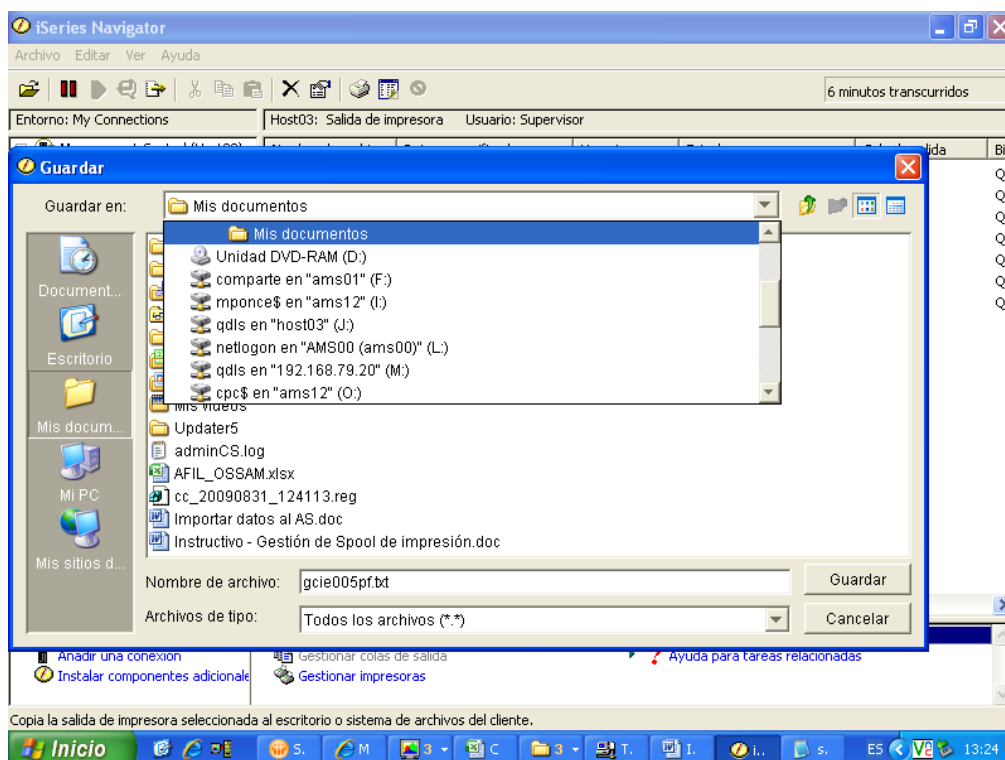 iSeries Navigator
Archivo Editar Ver Ayuda
6 minutos transcurridos
Entorno: My Connections
Host03: Salida de impresora Usuario: Supervisor
Guardar
Guardar en:
Mis documentos
Mis documentos
Unidad DVD-RAM (D:)
comparte en "ams01" (F:)
mponce$ en "ams12" (I:)
qdls en "host03" (J:)
netlogon en "AMS00 (ams00)" (L:)
qdls en "192.168.79.20" (M:)
cpc$ en "ams12" (O:)
Document...
Escritorio
Mis docum...
Mi PC
Mis sitios d...
Mis vídeos
Updater5
adminCS.log
AFIL_OSSAM.xlsx
cc_20090831_124113.reg
Importar datos al AS.doc
Instructivo - Gestión de Spool de impresión.doc
Nombre de archivo: gcie005pf.txt
Guardar
Archivos de tipo: Todos los archivos (*.*)
Cancelar
Añadir una conexión
Gestionar colas de salida
Ayuda para tareas relacionadas
Instalar componentes adicionale
Gestionar impresoras
Copia la salida de impresora seleccionada al escritorio o sistema de archivos del cliente.
Inicio
S.
M
3
C
3
T.
I.
i..
s.
ES
13:24